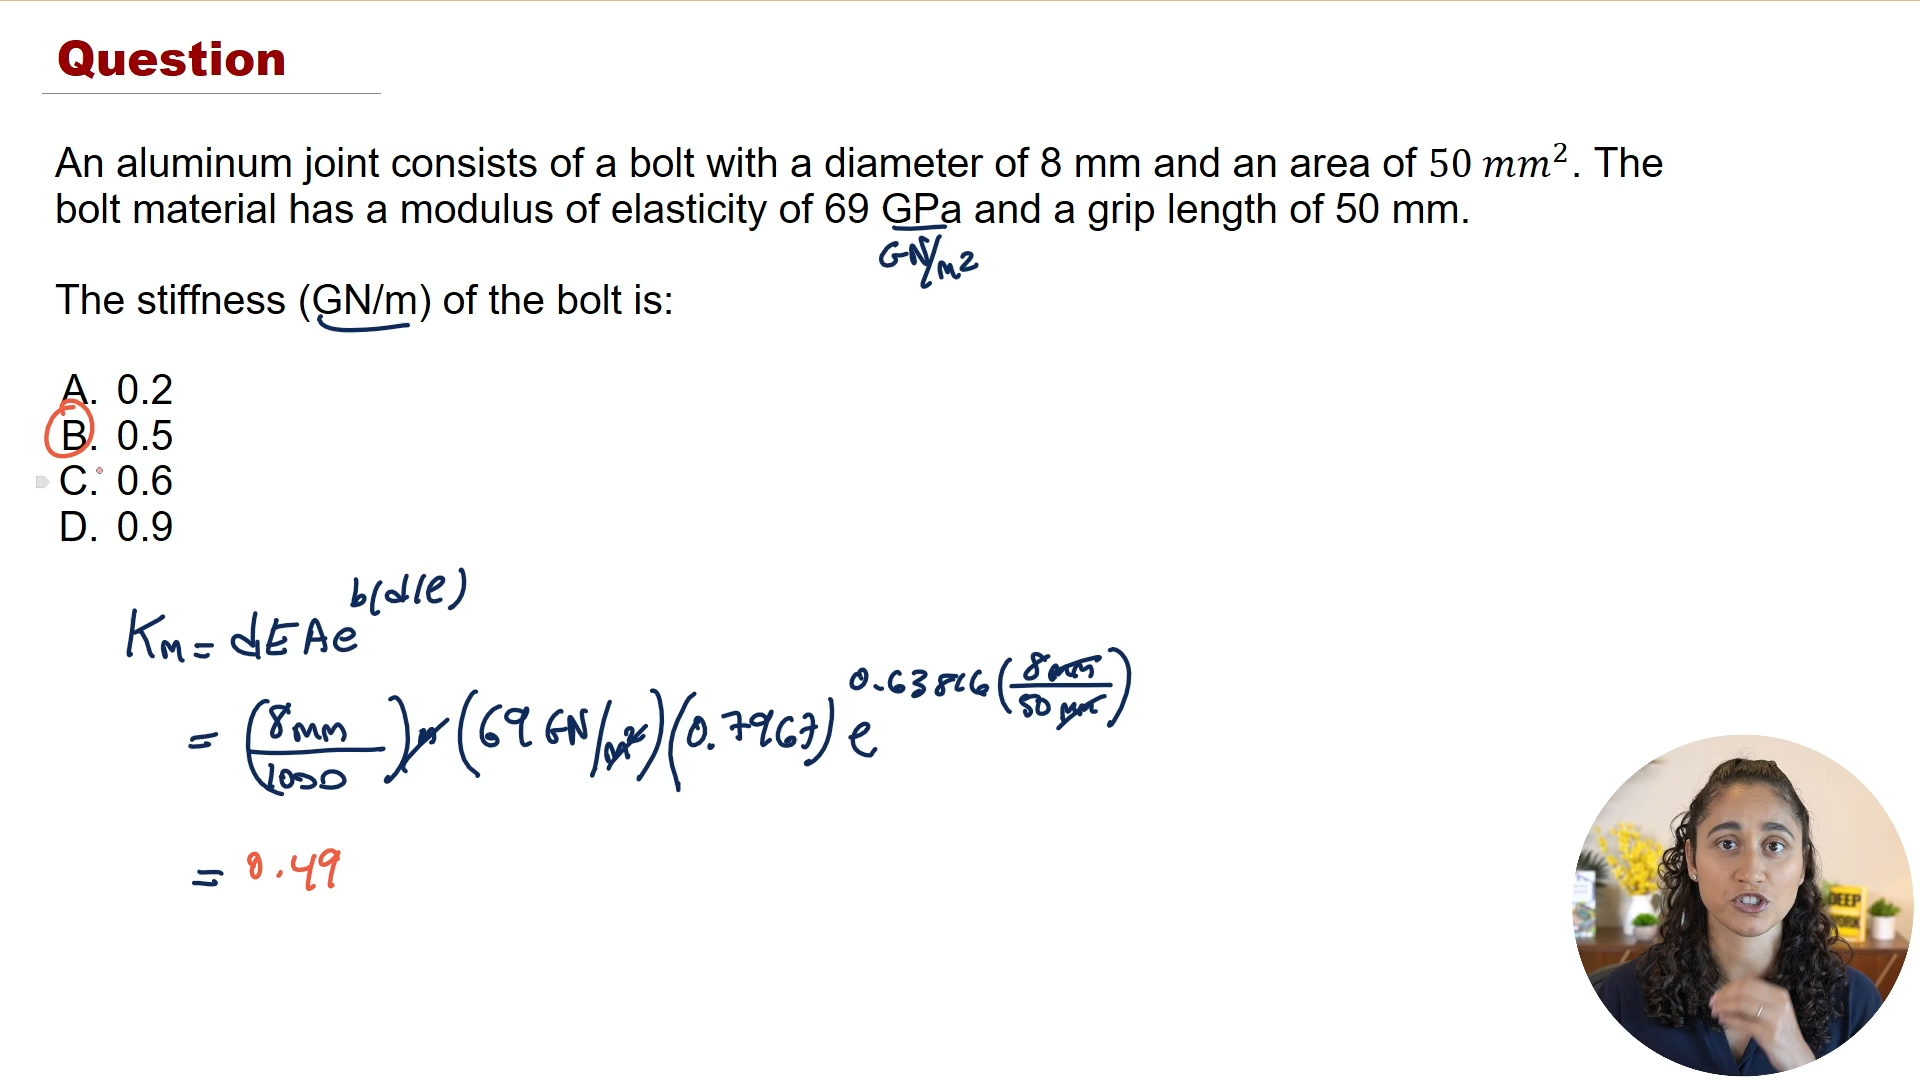 Question
An aluminum joint consists of a bolt with a diameter of 8 mm and an area of 50 mm². The
bolt material has a modulus of elasticity of 69 GPa and a grip length of 50 mm.
GN/m²
The stiffness (GN/m) of the bolt is:
A. 0.2
B. 0.5
C. 0.6
D. 0.9
Kₘ = dEAe^b(d/l)
= (8mm/1000)m (69 GN/m²)(0.7967) e^0.63816(8mm/50mm)
= 0.49
DEEP
WORK